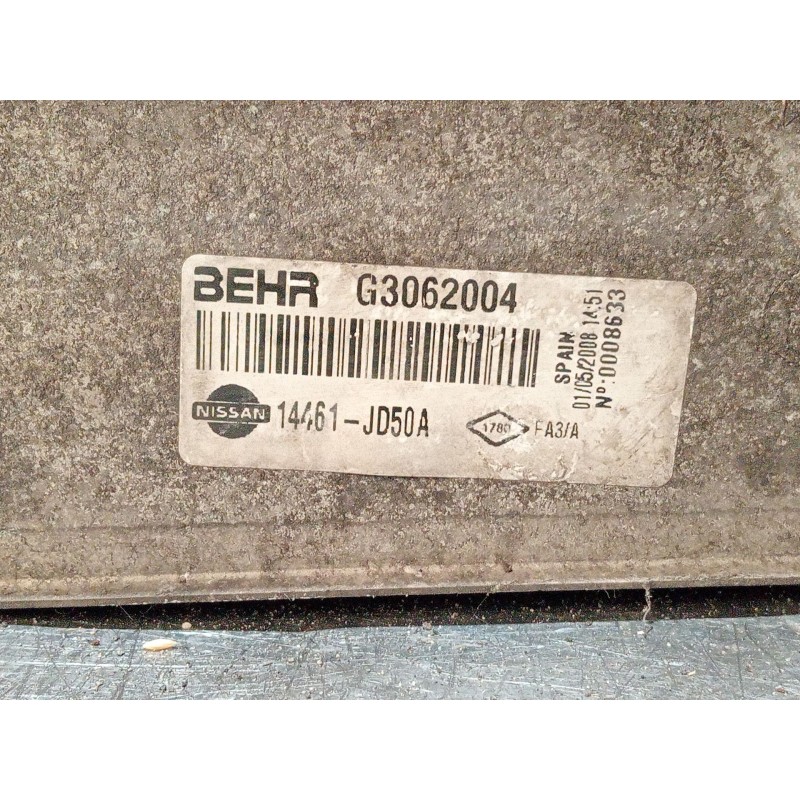 BEHR G3062004
NISSAN 14461-JD50A
1780 FA3/A
SPAIN
01/05/2008 14:51
Nº:0008633